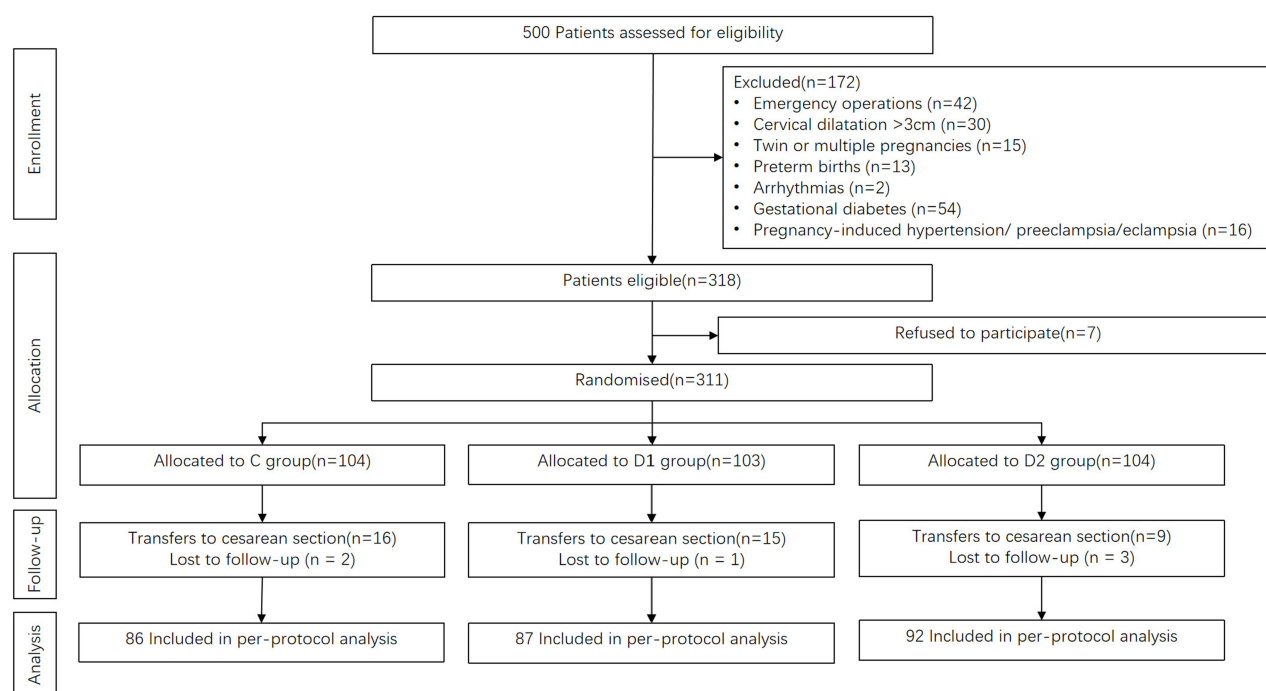 500 Patients assessed for eligibility
Enrollment
Excluded(n=172)
• Emergency operations (n=42)
• Cervical dilatation >3cm (n=30)
• Twin or multiple pregnancies (n=15)
• Preterm births (n=13)
• Arrhythmias (n=2)
• Gestational diabetes (n=54)
• Pregnancy-induced hypertension/ preeclampsia/eclampsia (n=16)
Allocation
Patients eligible(n=318)
Refused to participate(n=7)
Randomised(n=311)
Allocated to C group(n=104)
Allocated to D1 group(n=103)
Allocated to D2 group(n=104)
Follow-up
Transfers to cesarean section(n=16)
Lost to follow-up (n = 2)
Transfers to cesarean section(n=15)
Lost to follow-up (n = 1)
Transfers to cesarean section(n=9)
Lost to follow-up (n = 3)
Analysis
86 Included in per-protocol analysis
87 Included in per-protocol analysis
92 Included in per-protocol analysis